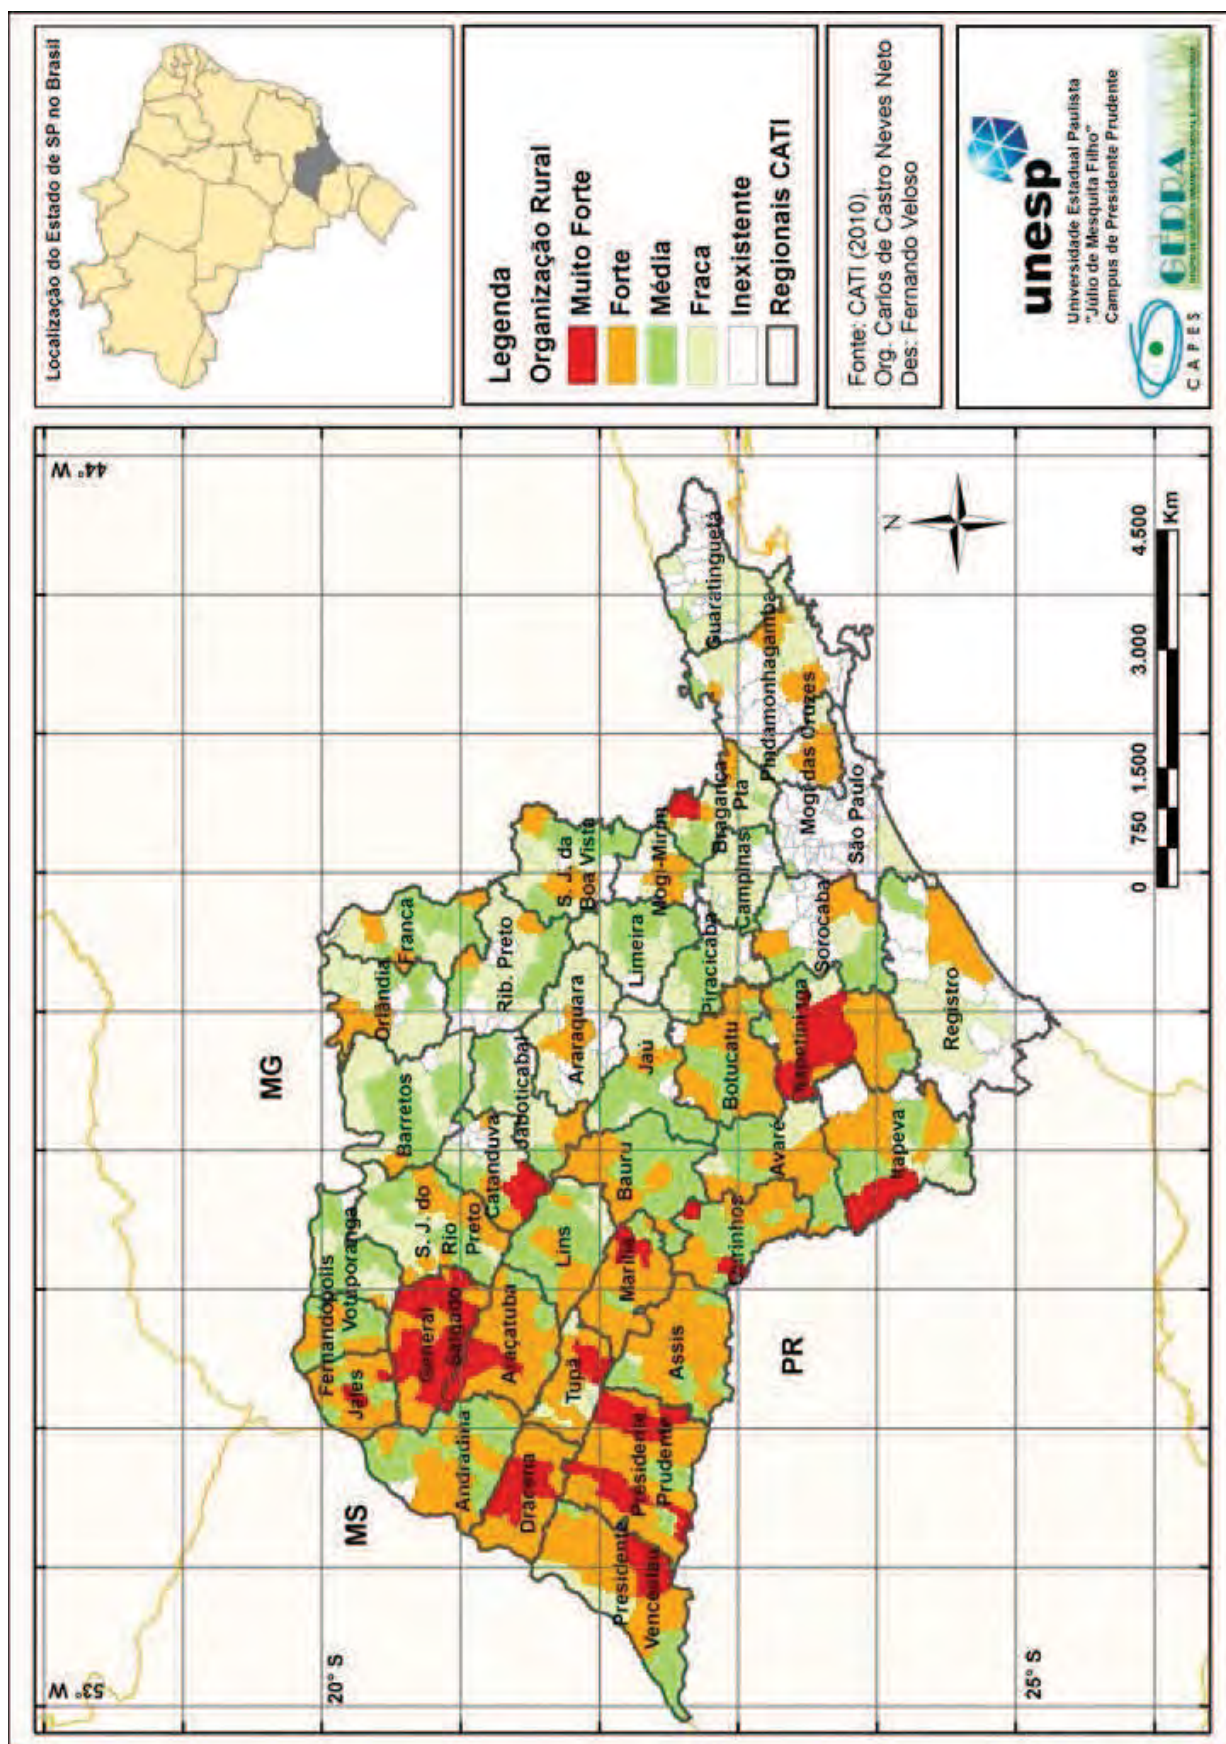 Localização do Estado de SP no Brasil
Legenda
Organização Rural
Muito Forte
Forte
Média
Fraca
Inexistente
Regionais CATI
Fonte: CATI (2010).
Org. Carlos de Castro Neves Neto
Des: Fernando Veloso
unesp
Universidade Estadual Paulista
"Júlio de Mesquita Filho"
Campus de Presidente Prudente
CAPES
GEDRA
53° W
44° W
20° S
25° S
MS
MG
PR
N
0 750 1.500 3.000 4.500
Km
Fernandópolis
Votuporanga
Jales
General
Salgado
S. J. do
Rio
Preto
Andradina
Araçatuba
Dracena
Tupã
Lins
Catanduva
Barretos
Jaboticabal
Orlândia
Franca
Rib. Preto
Araraquara
S. J. da
Boa Vista
Limeira
Mogi-Mirim
Piracicaba
Campinas
Bragança
Pta
Jaú
Bauru
Marília
Assis
Presidente
Prudente
Presidente
Venceslau
Ourinhos
Avaré
Botucatu
Itapetininga
Itapeva
Sorocaba
Registro
São Paulo
Mogi das Cruzes
Pindamonhagamba
Guaratinguetá